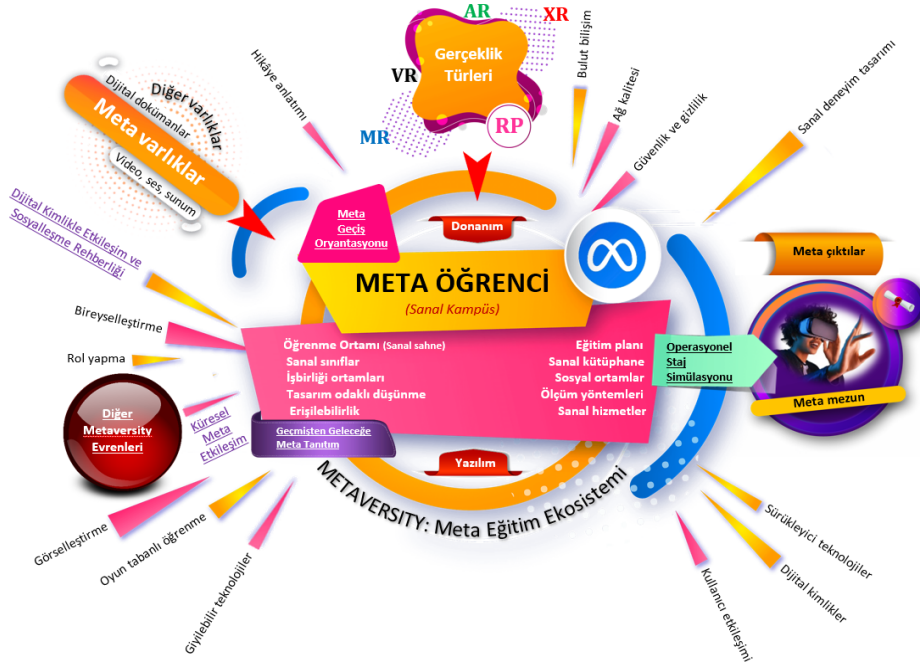 AR
XR
Gerçeklik
Türleri
VR
MR
RP
Hikâye anlatımı
Bulut bilişim
Ağ kalitesi
Güvenlik ve gizlilik
Sanal deneyim tasarımı
Diğer varlıklar
Dijital dokümanlar
Meta varlıklar
Video, ses, sunum
Dijital Kimlikle Etkileşim ve
Sosyalleşme Rehberliği
Bireyselleştirme
Rol yapma
Diğer
Metaversity
Evrenleri
Küresel
Meta
Etkileşim
Meta
Geçiş
Oryantasyonu
Donanım
META ÖĞRENCİ
(Sanal Kampüs)
Öğrenme Ortamı (Sanal sahne)
Sanal sınıflar
İşbirliği ortamları
Tasarım odaklı düşünme
Erişilebilirlik
Eğitim planı
Sanal kütüphane
Sosyal ortamlar
Ölçüm yöntemleri
Sanal hizmetler
Operasyonel
Staj
Simülasyonu
Meta çıktılar
Meta mezun
Geçmişten Geleceğe
Meta Tanıtım
Yazılım
METAVERSITY: Meta Eğitim Ekosistemi
Görselleştirme
Oyun tabanlı öğrenme
Giyilebilir teknolojiler
Sürükleyici teknolojiler
Dijital kimlikler
Kullanıcı etkileşimi